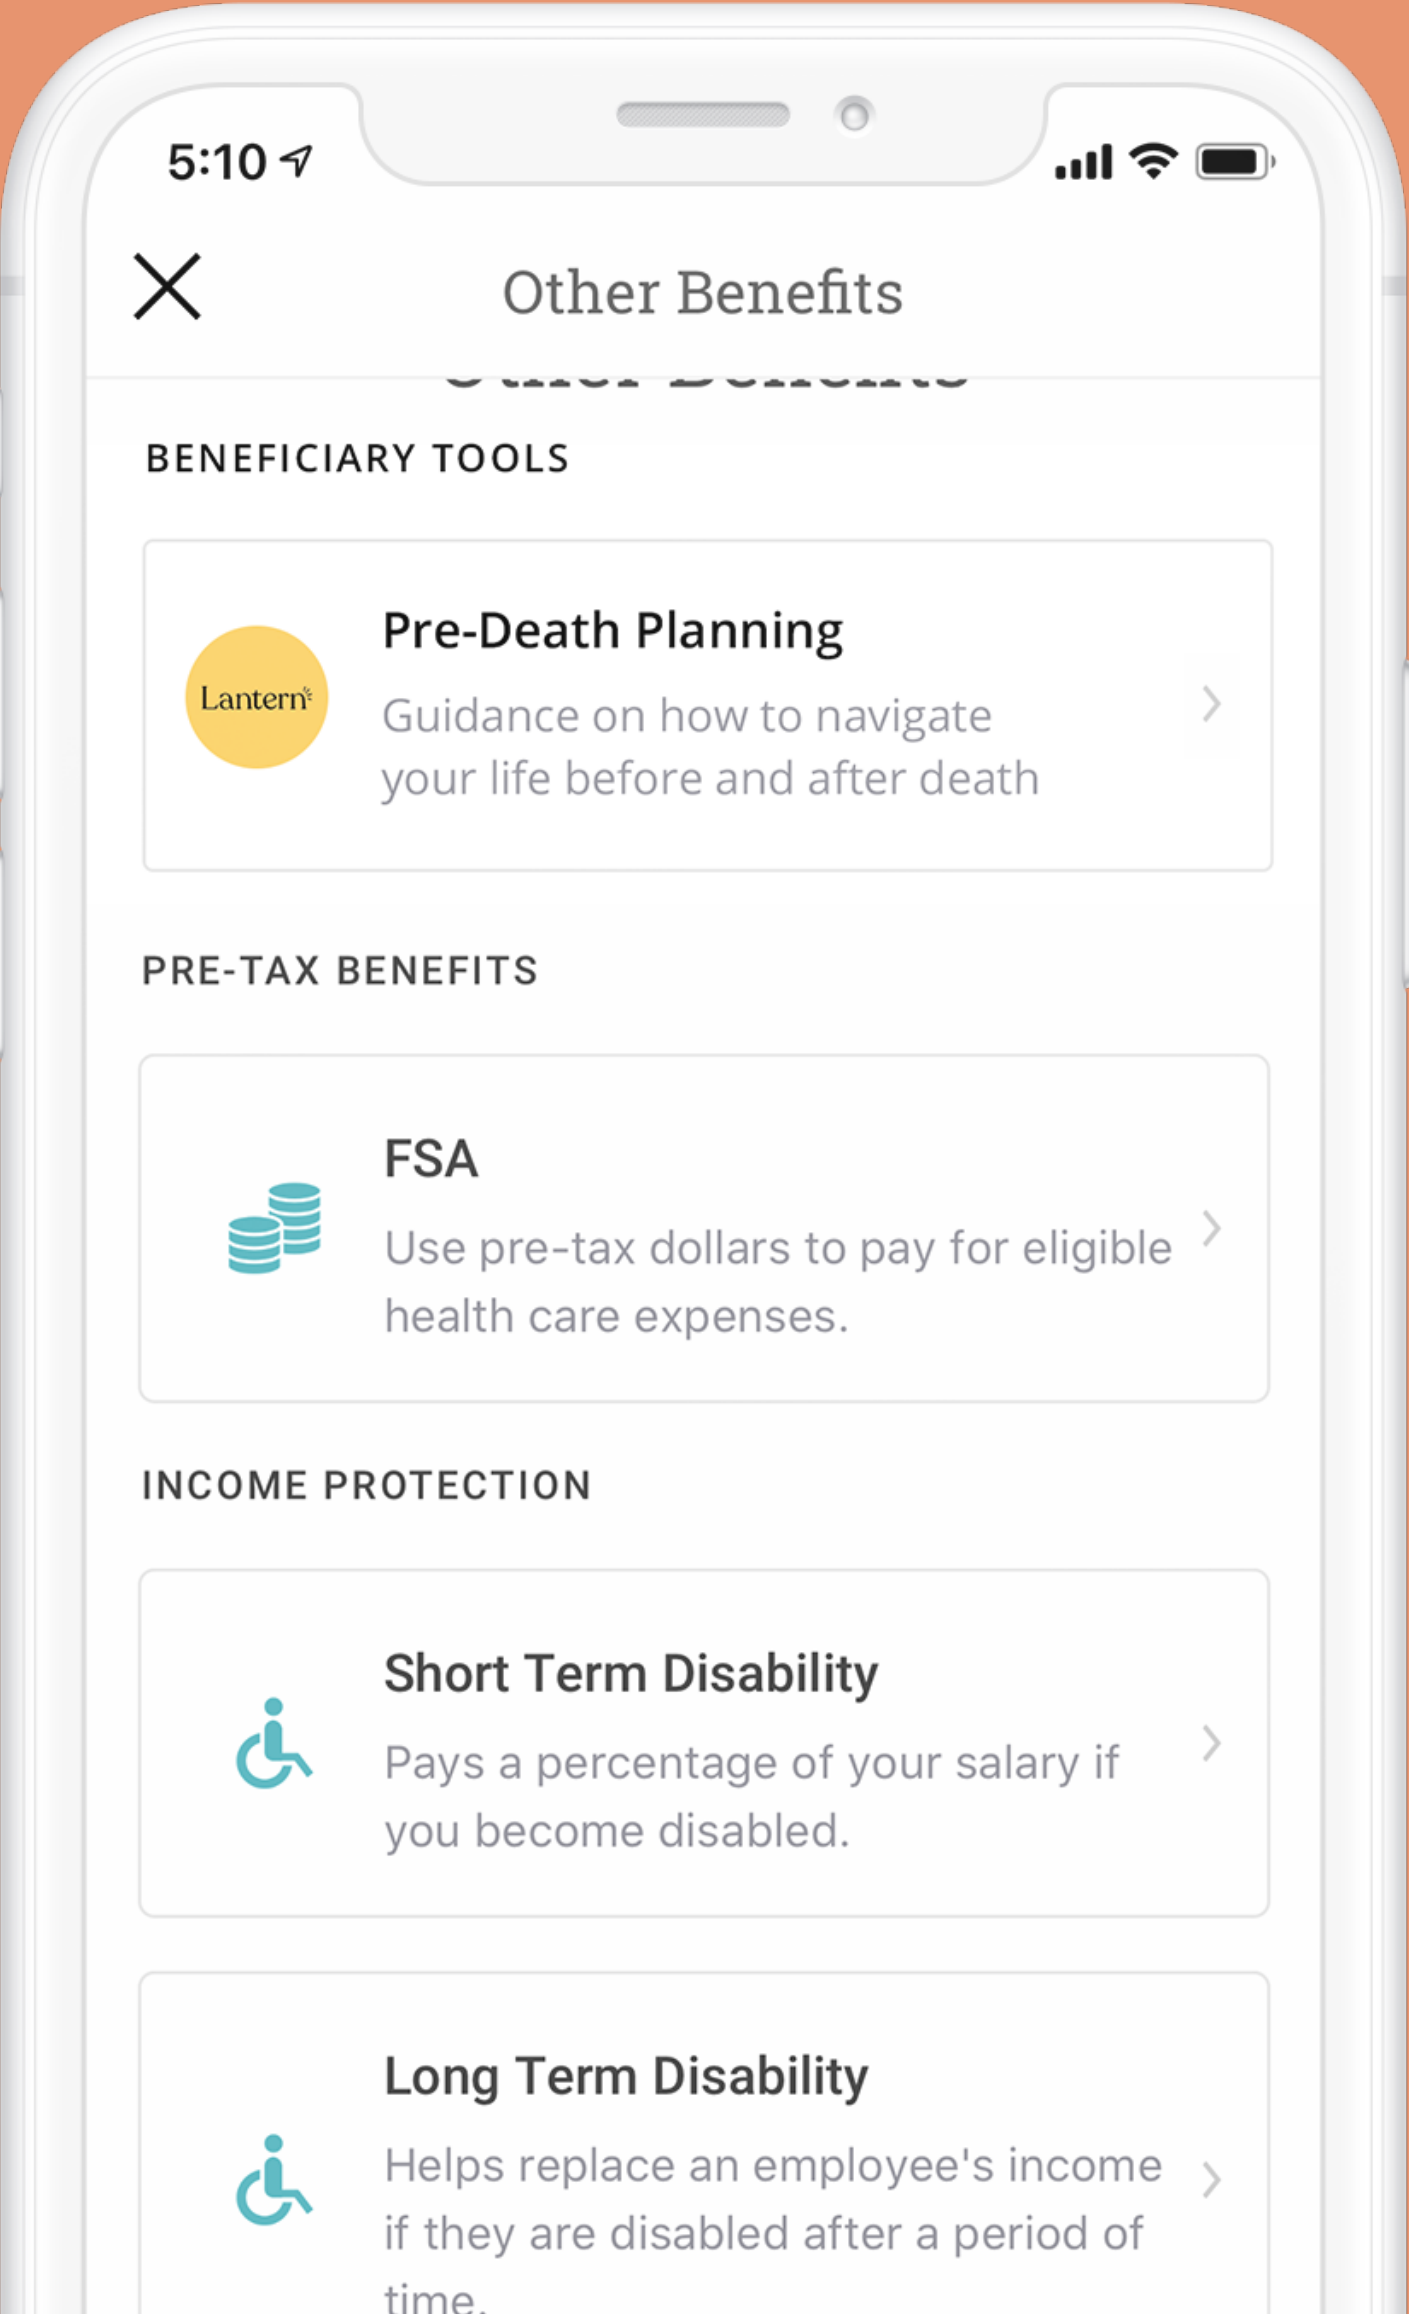 5:10
Other Benefits
Other Benefits
BENEFICIARY TOOLS
Pre-Death Planning
Lantern
Guidance on how to navigate
your life before and after death
PRE-TAX BENEFITS
FSA
Use pre-tax dollars to pay for eligible
health care expenses.
INCOME PROTECTION
Short Term Disability
Pays a percentage of your salary if
you become disabled.
Long Term Disability
Helps replace an employee's income
if they are disabled after a period of
time.